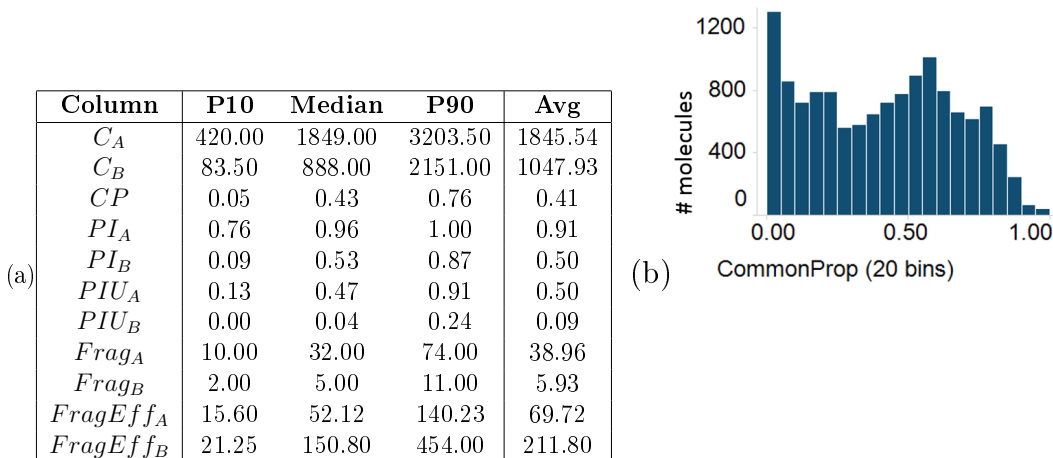 (a)
Column P10 Median P90 Avg
C_A 420.00 1849.00 3203.50 1845.54
C_B 83.50 888.00 2151.00 1047.93
CP 0.05 0.43 0.76 0.41
PI_A 0.76 0.96 1.00 0.91
PI_B 0.09 0.53 0.87 0.50
PIU_A 0.13 0.47 0.91 0.50
PIU_B 0.00 0.04 0.24 0.09
Frag_A 10.00 32.00 74.00 38.96
Frag_B 2.00 5.00 11.00 5.93
FragEff_A 15.60 52.12 140.23 69.72
FragEff_B 21.25 150.80 454.00 211.80
(b)
# molecules
1200
800
400
0
0.00 0.50 1.00
CommonProp (20 bins)